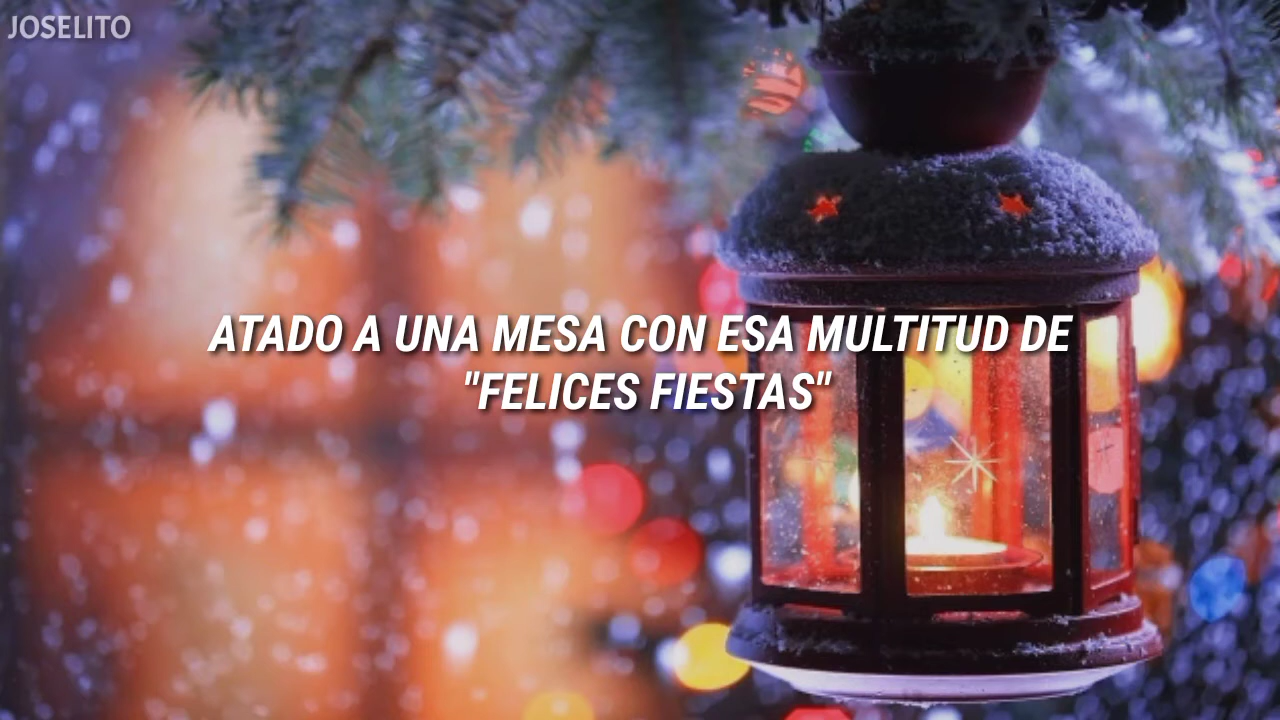 JOSELITO
ATADO A UNA MESA CON ESA MULTITUD DE
"FELICES FIESTAS"